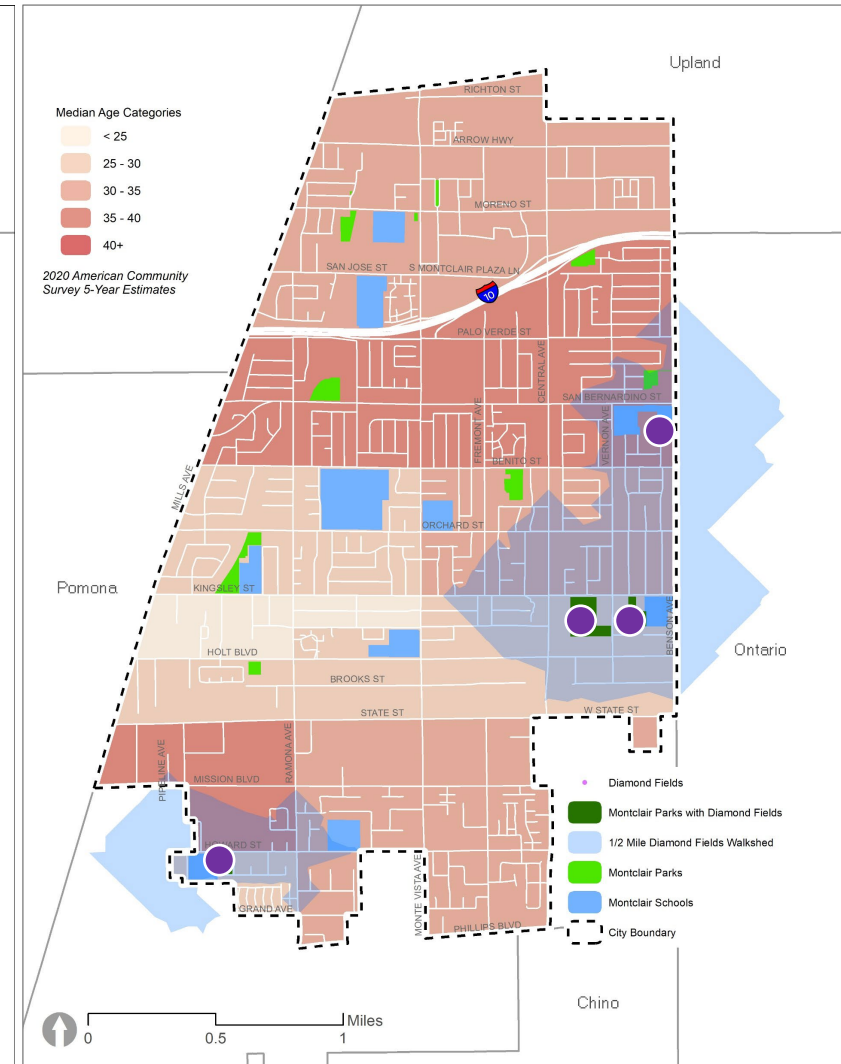 Upland
RICHTON ST
Median Age Categories
< 25
25 - 30
30 - 35
35 - 40
40+
2020 American Community
Survey 5-Year Estimates
ARROW HWY
MORENO ST
SAN JOSE ST
S MONTCLAIR PLAZA LN
10
PALO VERDE ST
CENTRAL AVE
SAN BERNARDINO ST
FREMONT AVE
VERNON AVE
BENITO ST
MILLS AVE
ORCHARD ST
Pomona
KINGSLEY ST
BENSON AVE
HOLT BLVD
Ontario
BROOKS ST
STATE ST
W STATE ST
PIPELINE AVE
RAMONA AVE
MISSION BLVD
HOWARD ST
GRAND AVE
MONTE VISTA AVE
PHILLIPS BLVD
Diamond Fields
Montclair Parks with Diamond Fields
1/2 Mile Diamond Fields Walkshed
Montclair Parks
Montclair Schools
City Boundary
Chino
Miles
0 0.5 1